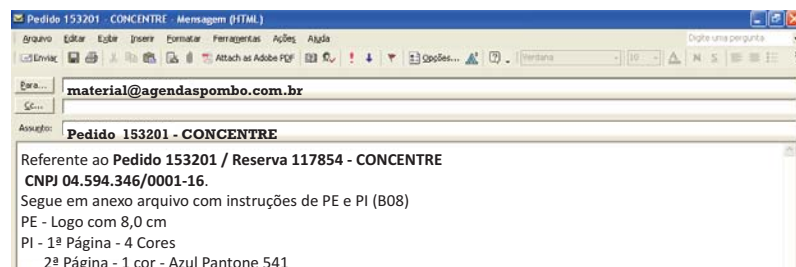 Pedido 153201 - CONCENTRE - Mensagem (HTML)
Arquivo Editar Exibir Inserir Formatar Ferramentas Ações Ajuda
Digite uma pergunta
Enviar Attach as Adobe PDF Opções... Verdana 10 A N S
Para... material@agendaspombo.com.br
Cc...
Assunto: Pedido 153201 - CONCENTRE
Referente ao Pedido 153201 / Reserva 117854 - CONCENTRE
CNPJ 04.594.346/0001-16.
Segue em anexo arquivo com instruções de PE e PI (B08)
PE - Logo com 8,0 cm
PI - 1ª Página - 4 Cores
2ª Página - 1 cor - Azul Pantone 541